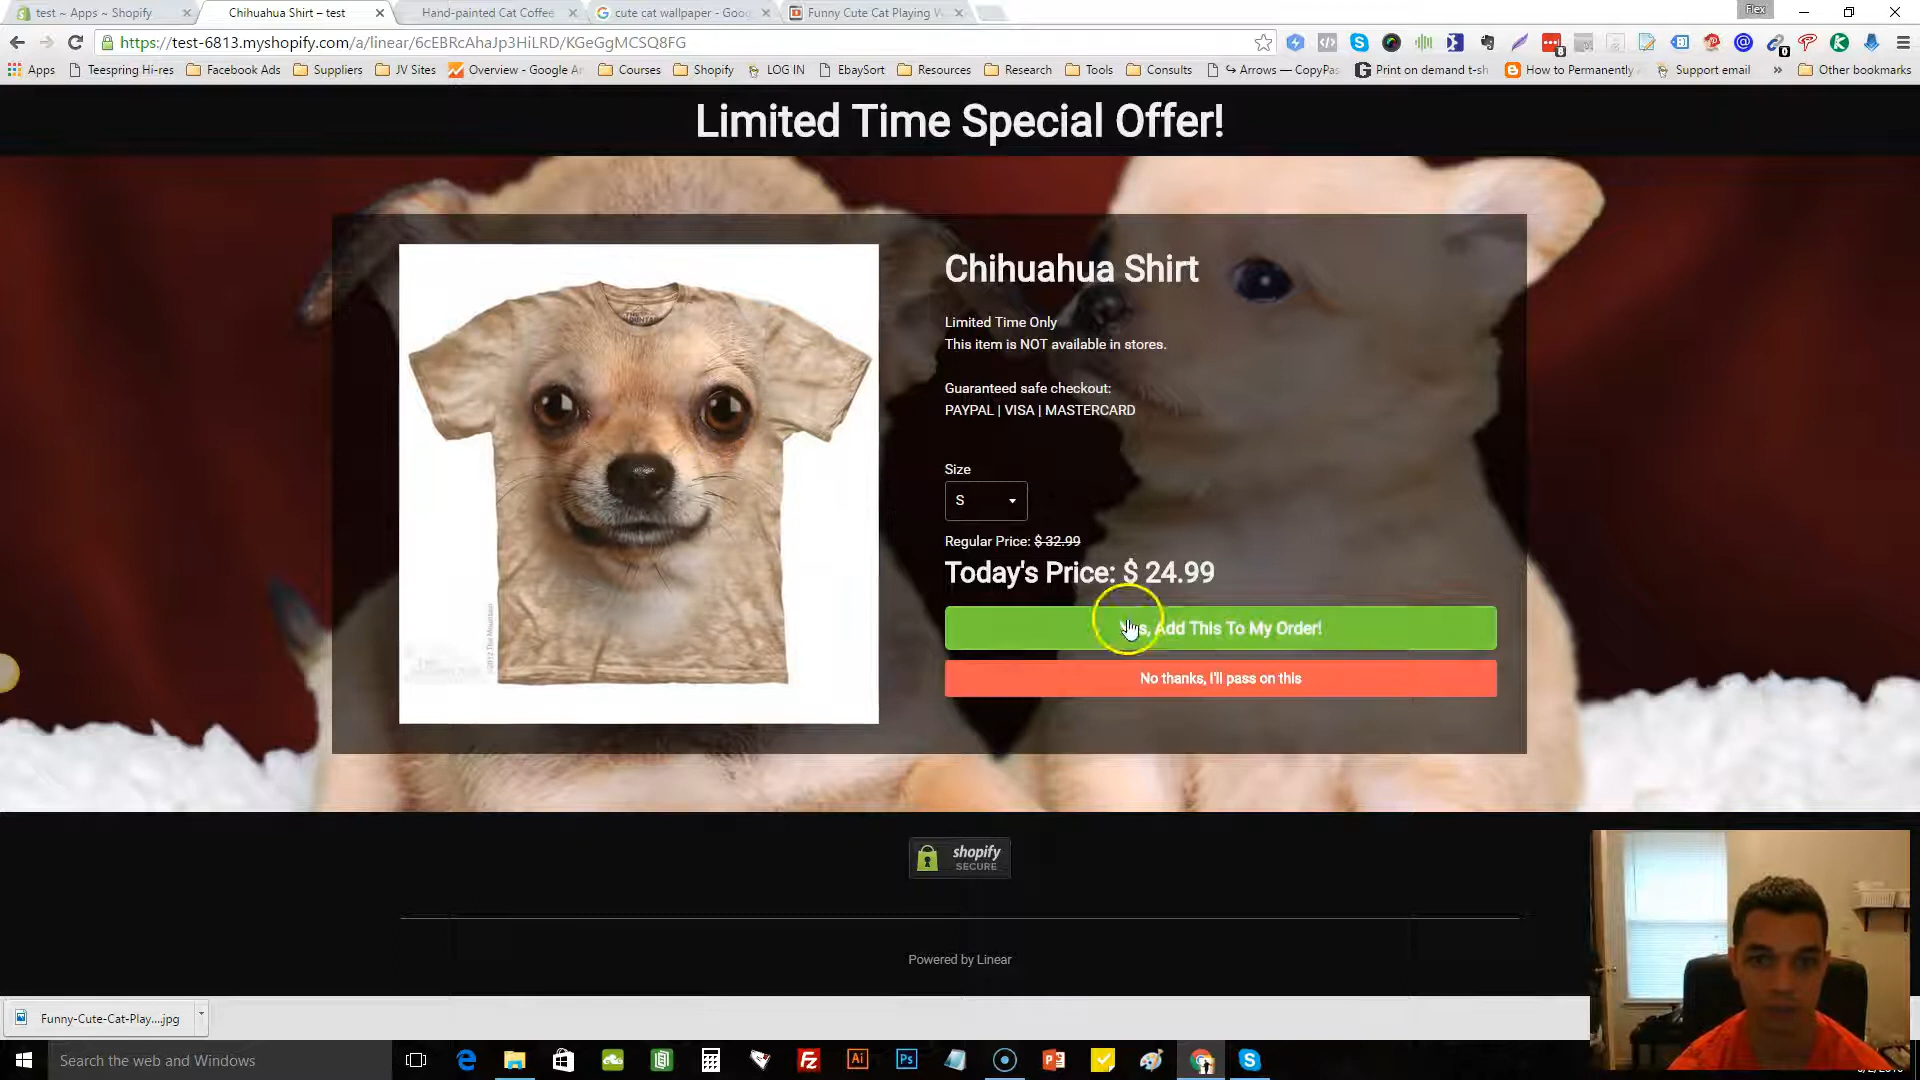 test ~ Apps ~ Shopify
Chihuahua Shirt – test
Hand-painted Cat Coffee
cute cat wallpaper - Goo
Funny Cute Cat Playing W
Flex
https://test-6813.myshopify.com/a/linear/6cEBRcAhaJp3HiLRD/KGeGgMCSQ8FG
Apps
Teespring Hi-res
Facebook Ads
Suppliers
JV Sites
Overview - Google An
Courses
Shopify
LOG IN
EbaySort
Resources
Research
Tools
Consults
Arrows — CopyPas
Print on demand t-sh
How to Permanently
Support email
»
Other bookmarks
Limited Time Special Offer!
Chihuahua Shirt
Limited Time Only
This item is NOT available in stores.
Guaranteed safe checkout:
PAYPAL | VISA | MASTERCARD
Size
S
Regular Price: $ 32.99
Today's Price: $ 24.99
Yes, Add This To My Order!
No thanks, I'll pass on this
shopify
SECURE
Powered by Linear
Funny-Cute-Cat-Play....jpg
Search the web and Windows